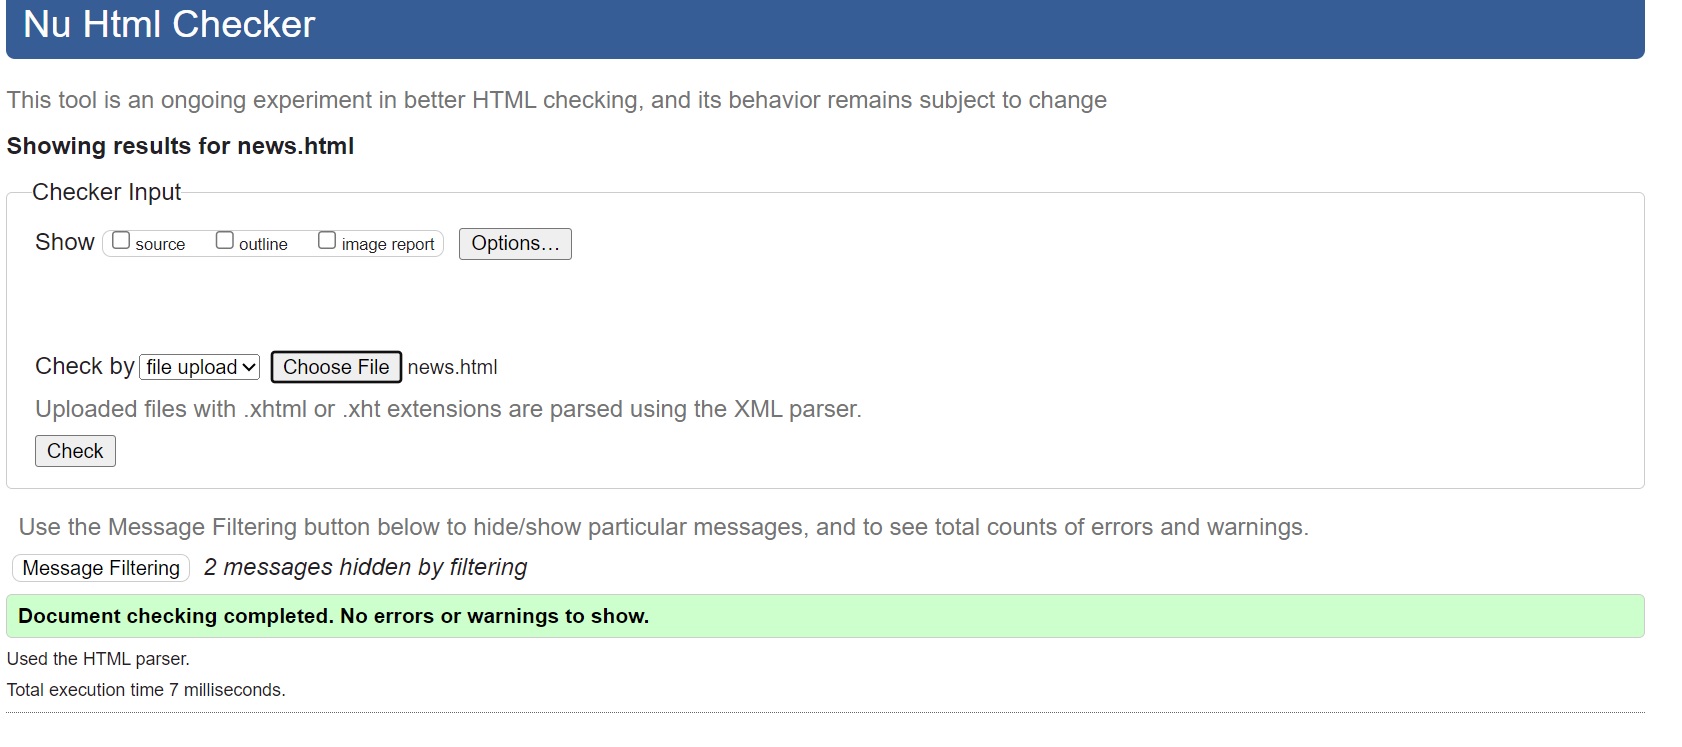 Nu Html Checker
This tool is an ongoing experiment in better HTML checking, and its behavior remains subject to change
Showing results for news.html
Checker Input
Show source outline image report Options...
Check by file upload Choose File news.html
Uploaded files with .xhtml or .xht extensions are parsed using the XML parser.
Check
Use the Message Filtering button below to hide/show particular messages, and to see total counts of errors and warnings.
Message Filtering 2 messages hidden by filtering
Document checking completed. No errors or warnings to show.
Used the HTML parser.
Total execution time 7 milliseconds.